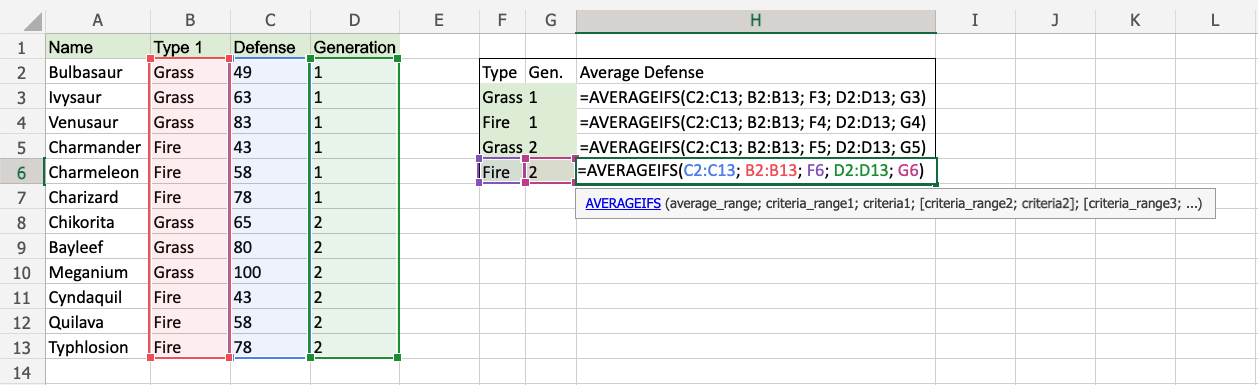 A B C D E F G H I J K L
1 Name Type 1 Defense Generation
2 Bulbasaur Grass 49 1 Type Gen. Average Defense
3 Ivysaur Grass 63 1 Grass 1 =AVERAGEIFS(C2:C13; B2:B13; F3; D2:D13; G3)
4 Venusaur Grass 83 1 Fire 1 =AVERAGEIFS(C2:C13; B2:B13; F4; D2:D13; G4)
5 Charmander Fire 43 1 Grass 2 =AVERAGEIFS(C2:C13; B2:B13; F5; D2:D13; G5)
6 Charmeleon Fire 58 1 Fire 2 =AVERAGEIFS(C2:C13; B2:B13; F6; D2:D13; G6)
7 Charizard Fire 78 1 AVERAGEIFS (average_range; criteria_range1; criteria1; [criteria_range2; criteria2]; [criteria_range3; ...)
8 Chikorita Grass 65 2
9 Bayleef Grass 80 2
10 Meganium Grass 100 2
11 Cyndaquil Fire 43 2
12 Quilava Fire 58 2
13 Typhlosion Fire 78 2
14